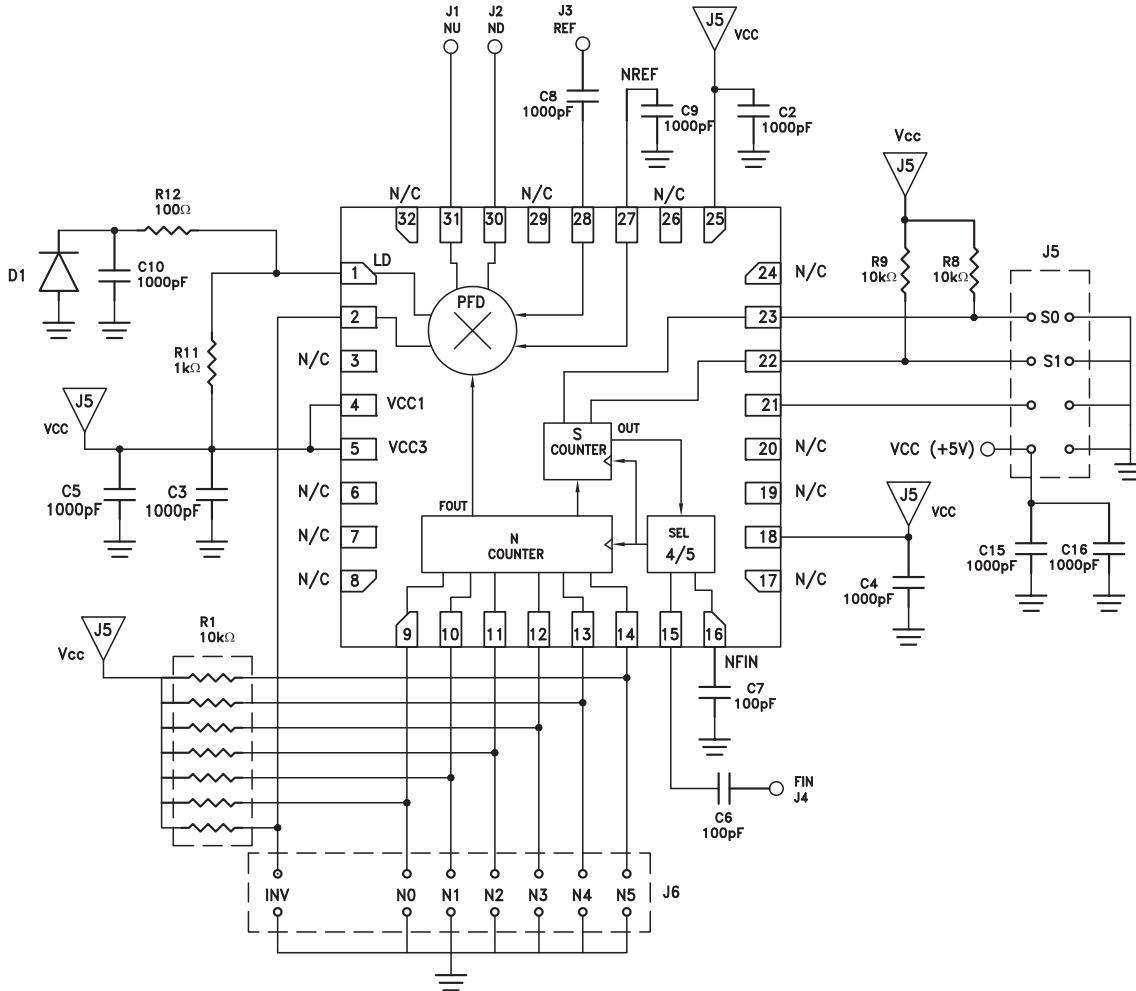 J1
NU
J2
ND
J3
REF
J5
VCC
C8
1000pF
NREF
C9
1000pF
C2
1000pF
Vcc
J5
R12
100Ω
N/C
N/C
N/C
32
31
30
29
28
27
26
25
D1
C10
1000pF
1
LD
PFD
24
N/C
R9
10kΩ
R8
10kΩ
J5
2
23
S0
R11
1kΩ
N/C
3
22
S1
J5
VCC
4
VCC1
21
5
VCC3
S
COUNTER
OUT
20
N/C
VCC (+5V)
C5
1000pF
C3
1000pF
N/C
6
FOUT
19
N/C
J5
VCC
N/C
7
N
COUNTER
SEL
4/5
18
C15
1000pF
C16
1000pF
N/C
8
17
N/C
C4
1000pF
9
10
11
12
13
14
15
16
R1
10kΩ
J5
Vcc
NFIN
C7
100pF
C6
100pF
FIN
J4
INV
N0
N1
N2
N3
N4
N5
J6